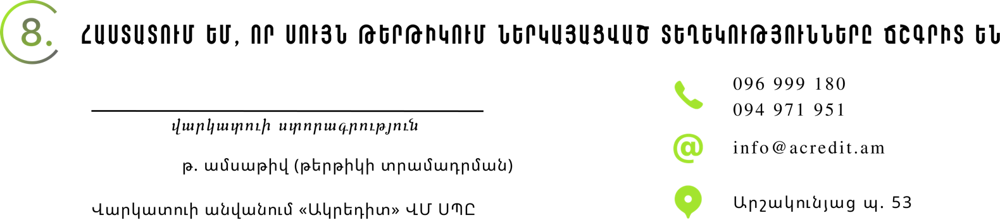 8. ՀԱՍՏԱՏՈՒՄ ԵՄ, ՈՐ ՍՈՒՅՆ ԹԵՐԹԻԿՈՒՄ ՆԵՐԿԱՅԱՑՎԱԾ ՏԵՂԵԿՈՒԹՅՈՒՆՆԵՐԸ ՃՇԳՐԻՏ ԵՆ
վարկատուի ստորագրություն
թ. ամսաթիվ (թերթիկի տրամադրման)
Վարկատուի անվանում «Ակրեդիտ» ՎՄ ՍՊԸ
096 999 180
094 971 951
info@acredit.am
Արշակունյաց պ. 53